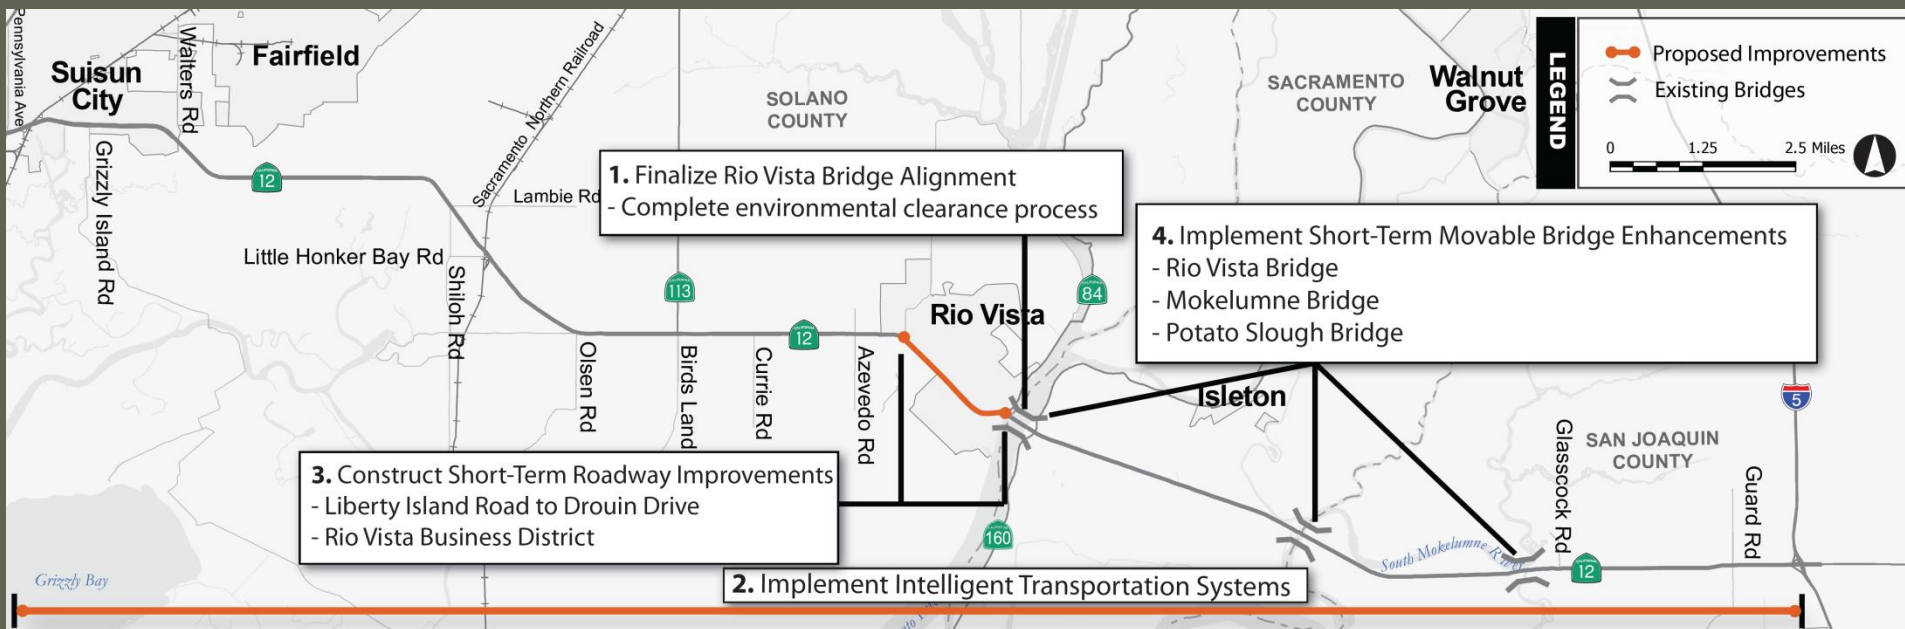 Pennsylvania Ave
Suisun
City
Walters Rd
Fairfield
Sacramento Northern Railroad
SOLANO
COUNTY
SACRAMENTO
COUNTY
Walnut
Grove
LEGEND
Proposed Improvements
Existing Bridges
0 1.25 2.5 Miles
Grizzly Island Rd
CALIFORNIA
12
Lambie Rd
1. Finalize Rio Vista Bridge Alignment
- Complete environmental clearance process
4. Implement Short-Term Movable Bridge Enhancements
- Rio Vista Bridge
- Mokelumne Bridge
- Potato Slough Bridge
Little Honker Bay Rd
Shiloh Rd
CALIFORNIA
113
CALIFORNIA
84
Rio Vista
CALIFORNIA
12
Olsen Rd
Birds Land
Currie Rd
Azevedo Rd
Isleton
5
Glasscock Rd
SAN JOAQUIN
COUNTY
Guard Rd
3. Construct Short-Term Roadway Improvements
- Liberty Island Road to Drouin Drive
- Rio Vista Business District
CALIFORNIA
160
South Mokelumne River
CALIFORNIA
12
Grizzly Bay
2. Implement Intelligent Transportation Systems